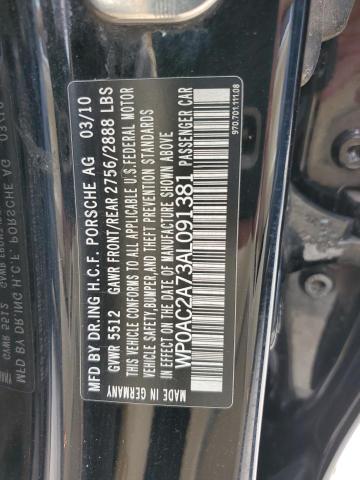 MFD BY DR.ING H.C.F. PORSCHE AG 03/10
GVWR 5512 GAWR FRONT/REAR 2756/2888 LBS
THIS VEHICLE CONFORMS TO ALL APPLICABLE U.S.FEDERAL MOTOR
VEHICLE SAFETY,BUMPER,AND THEFT PREVENTION STANDARDS
IN EFFECT ON THE DATE OF MANUFACTURE SHOWN ABOVE
WP0AC2A73AL091381 PASSENGER CAR
MADE IN GERMANY
970.701.111.08